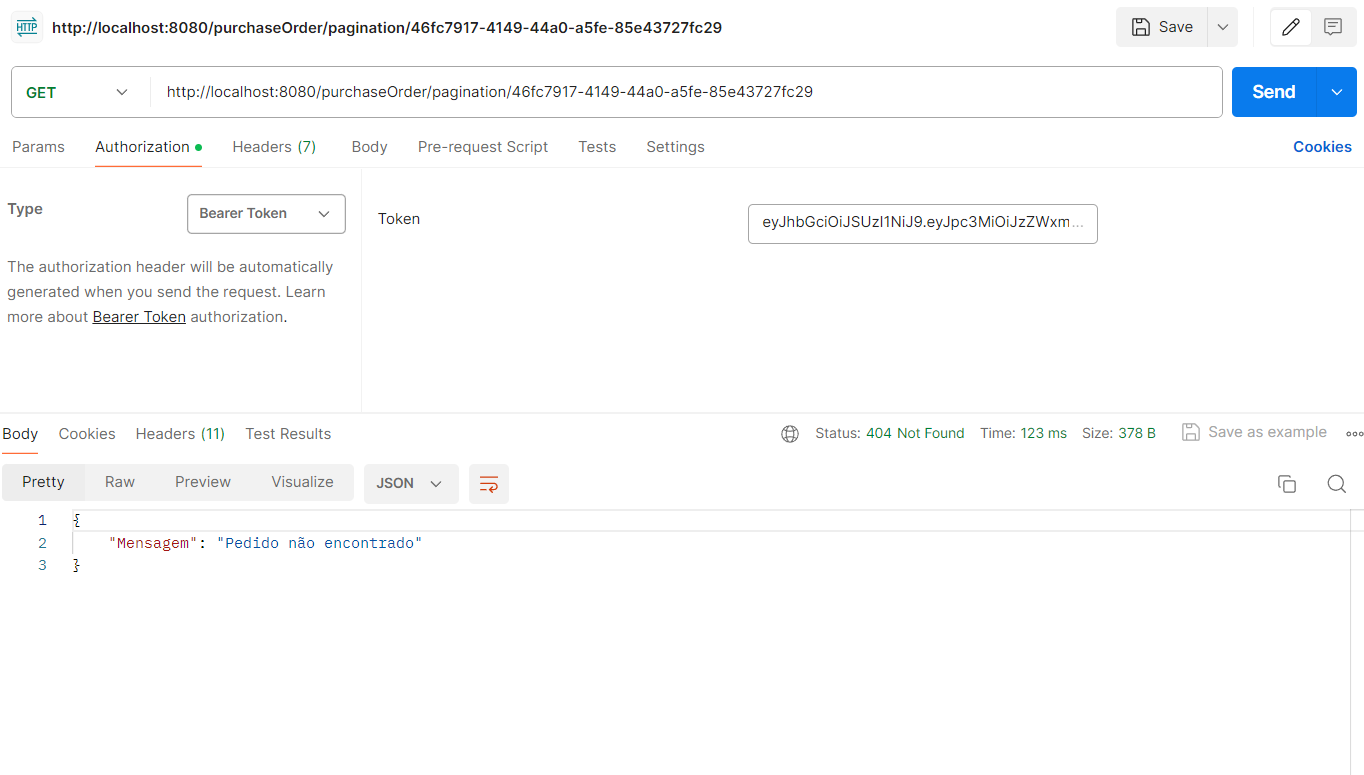 HTTP http://localhost:8080/purchaseOrder/pagination/46fc7917-4149-44a0-a5fe-85e43727fc29 Save
GET http://localhost:8080/purchaseOrder/pagination/46fc7917-4149-44a0-a5fe-85e43727fc29 Send
Params Authorization Headers (7) Body Pre-request Script Tests Settings Cookies
Type Bearer Token
The authorization header will be automatically
generated when you send the request. Learn
more about Bearer Token authorization.
Token eyJhbGciOiJSUzI1NiJ9.eyJpc3MiOiJzZWxm...
Body Cookies Headers (11) Test Results Status: 404 Not Found Time: 123 ms Size: 378 B Save as example
Pretty Raw Preview Visualize JSON
1 {
2 "Mensagem": "Pedido não encontrado"
3 }